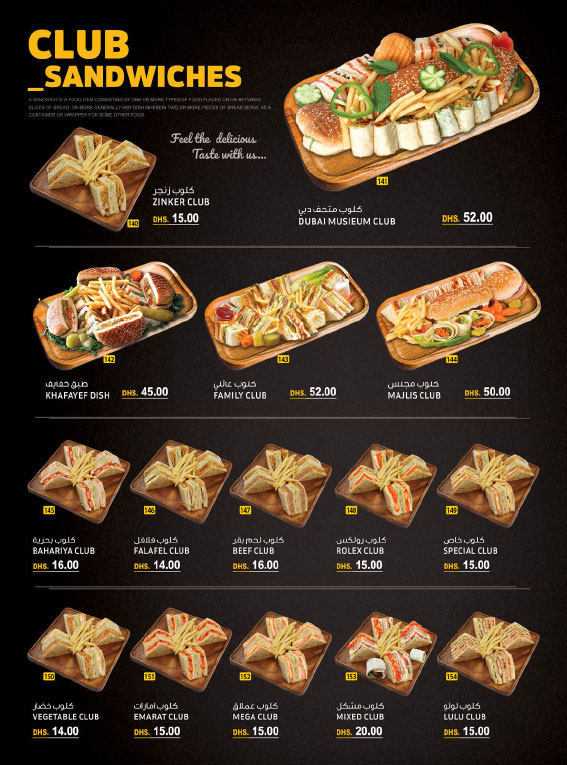 CLUB
_SANDWICHES
A SANDWICH IS A FOOD ITEM CONSISTING OF ONE OR MORE TYPES OF FOOD PLACED ON OR BETWEEN
SLICES OF BREAD, OR MORE GENERALLY ANY DISH WHEREIN TWO OR MORE PIECES OF BREAD SERVE AS A
CONTAINER OR WRAPPER FOR SOME OTHER FOOD.
Feel the delicious
Taste with us...
140
كلوب زنجر
ZINKER CLUB
DHS. 15.00
141
كلوب متحف دبي
DUBAI MUSIEUM CLUB
DHS. 52.00
142
طبق خفايف
KHAFAYEF DISH
DHS. 45.00
143
كلوب عائلي
FAMILY CLUB
DHS. 52.00
144
كلوب مجلس
MAJLIS CLUB
DHS. 50.00
145
كلوب بحرية
BAHARIYA CLUB
DHS. 16.00
146
كلوب فلافل
FALAFEL CLUB
DHS. 14.00
147
كلوب لحم بقر
BEEF CLUB
DHS. 16.00
148
كلوب رولكس
ROLEX CLUB
DHS. 15.00
149
كلوب خاص
SPECIAL CLUB
DHS. 15.00
150
كلوب خضار
VEGETABLE CLUB
DHS. 14.00
151
كلوب امارات
EMARAT CLUB
DHS. 15.00
152
كلوب عملاق
MEGA CLUB
DHS. 15.00
153
كلوب مشكل
MIXED CLUB
DHS. 20.00
154
كلوب لولو
LULU CLUB
DHS. 15.00